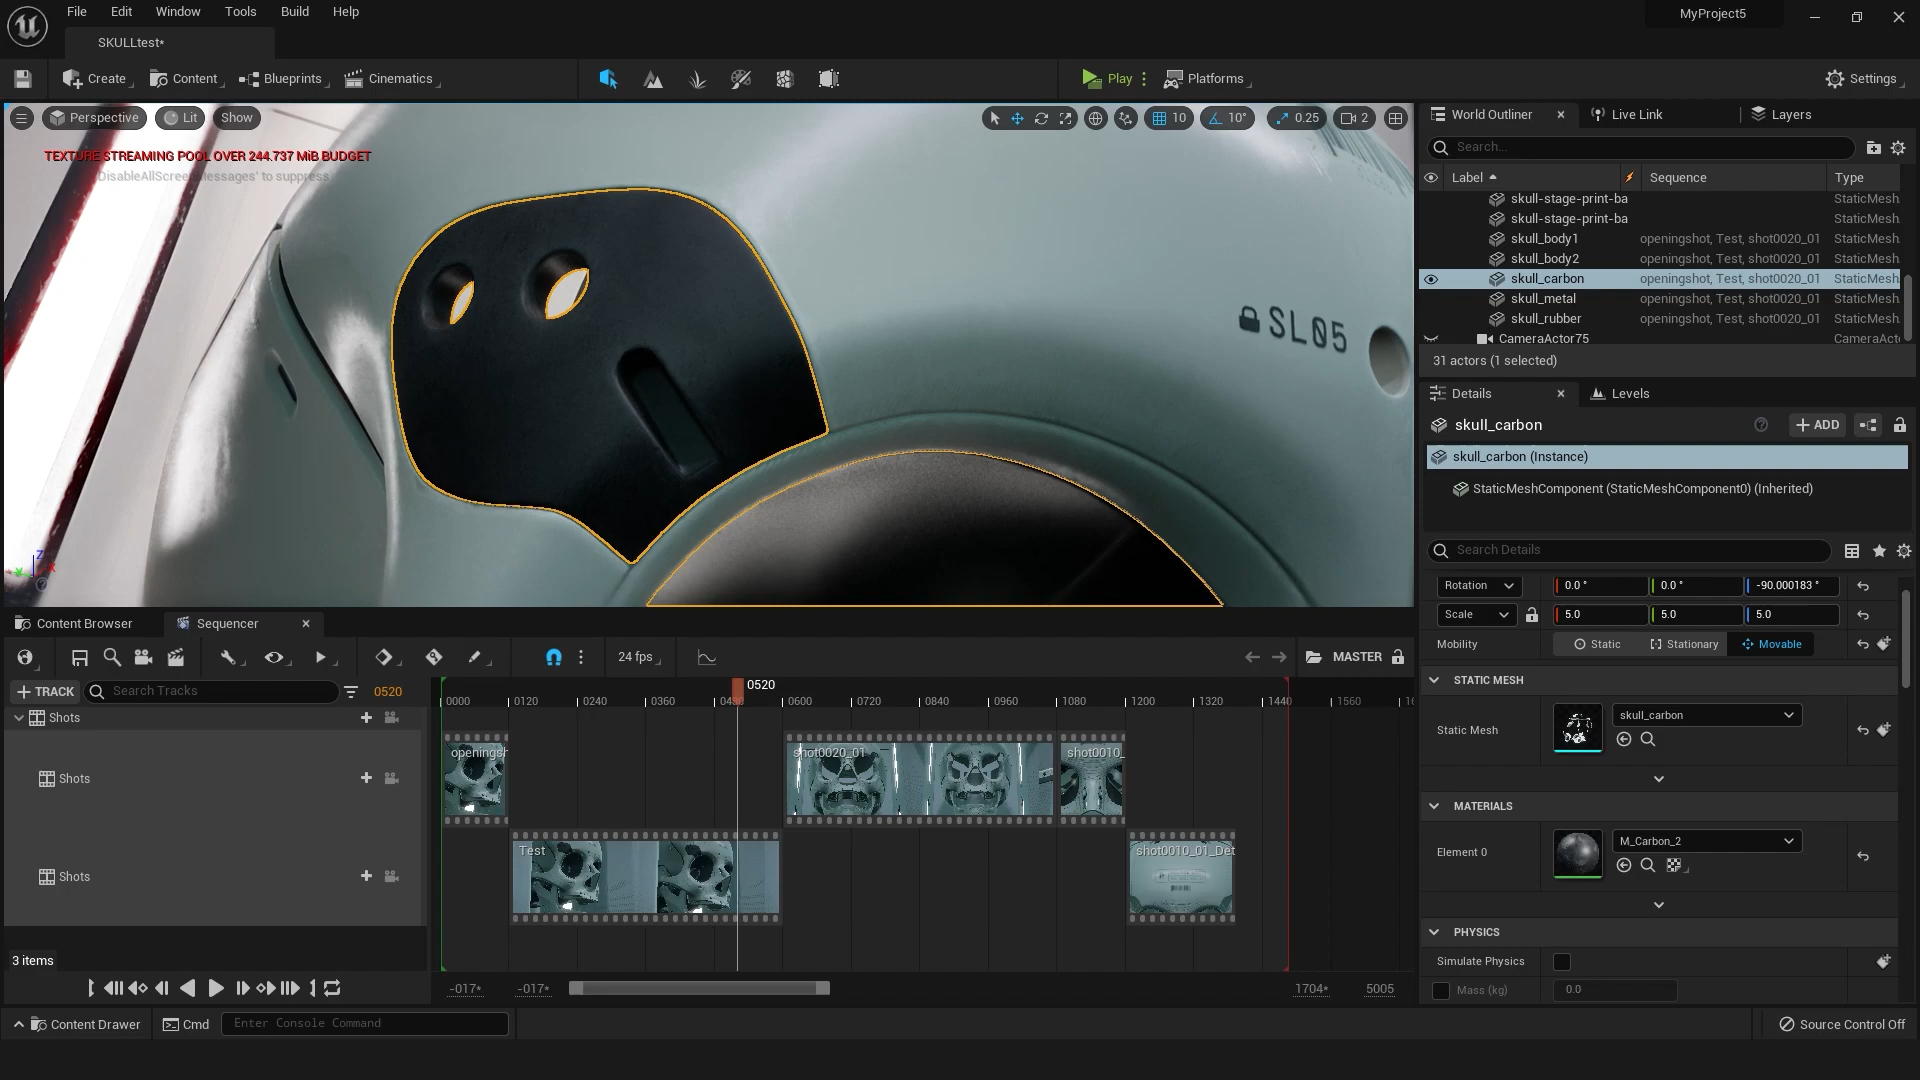 File Edit Window Tools Build Help
MyProject5
SKULLtest*
Create Content Blueprints Cinematics Play Platforms Settings
Perspective Lit Show 10 10° 0.25 2
TEXTURE STREAMING POOL OVER 244.737 MiB BUDGET
SL05
World Outliner Live Link Layers
Search...
Label Sequence Type
skull-stage-print-ba StaticMesh
skull-stage-print-ba StaticMesh
skull_body1 openingshot, Test, shot0020_01 StaticMesh
skull_body2 openingshot, Test, shot0020_01 StaticMesh
skull_carbon openingshot, Test, shot0020_01 StaticMesh
skull_metal openingshot, Test, shot0020_01 StaticMesh
skull_rubber openingshot, Test, shot0020_01 StaticMesh
CameraActor75 CameraAct
31 actors (1 selected)
Details Levels
skull_carbon ADD
skull_carbon (Instance)
StaticMeshComponent (StaticMeshComponent0) (Inherited)
Search Details
Rotation 0.0 ° 0.0 ° -90.000183 °
Scale 5.0 5.0 5.0
Mobility Static Stationary Movable
STATIC MESH
Static Mesh skull_carbon
MATERIALS
Element 0 M_Carbon_2
PHYSICS
Simulate Physics
Mass (kg) 0.0
Content Browser Sequencer
24 fps MASTER
TRACK Search Tracks 0520
0520
0000 0120 0240 0360 0480 0600 0720 0840 0960 1080 1200 1320 1440 1560
Shots
openingsh shot0020_01 shot0010_
Shots
Test shot0010_01_Det
Shots
3 items
-017* -017* 1704* 5005
Content Drawer Cmd Enter Console Command Source Control Off